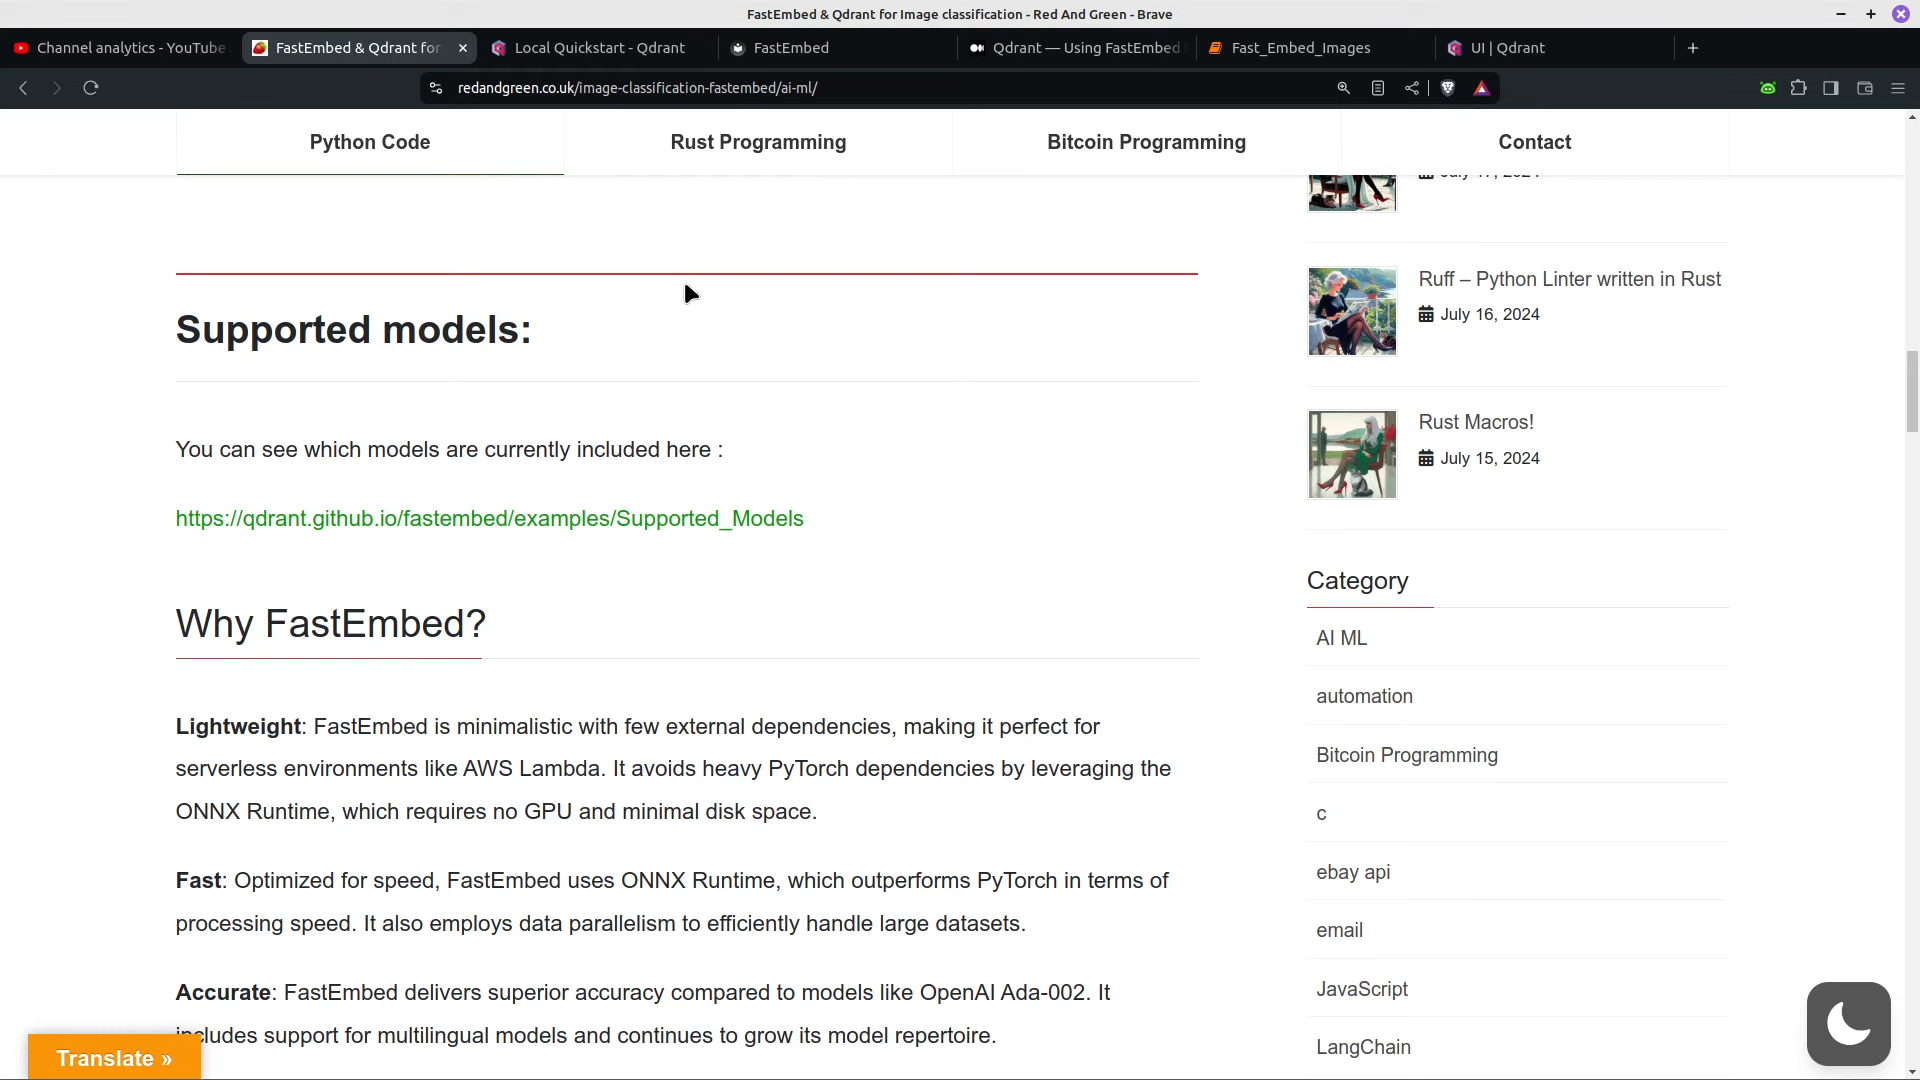 FastEmbed & Qdrant for Image classification - Red And Green - Brave
Channel analytics - YouTube
FastEmbed & Qdrant for
Local Quickstart - Qdrant
FastEmbed
Qdrant — Using FastEmbed
Fast_Embed_Images
UI | Qdrant
redandgreen.co.uk/image-classification-fastembed/ai-ml/
Python Code
Rust Programming
Bitcoin Programming
Contact
Supported models:
You can see which models are currently included here :
https://qdrant.github.io/fastembed/examples/Supported_Models
Why FastEmbed?
Lightweight: FastEmbed is minimalistic with few external dependencies, making it perfect for
serverless environments like AWS Lambda. It avoids heavy PyTorch dependencies by leveraging the
ONNX Runtime, which requires no GPU and minimal disk space.
Fast: Optimized for speed, FastEmbed uses ONNX Runtime, which outperforms PyTorch in terms of
processing speed. It also employs data parallelism to efficiently handle large datasets.
Accurate: FastEmbed delivers superior accuracy compared to models like OpenAI Ada-002. It
includes support for multilingual models and continues to grow its model repertoire.
Translate »
Ruff – Python Linter written in Rust
July 16, 2024
Rust Macros!
July 15, 2024
Category
AI ML
automation
Bitcoin Programming
c
ebay api
email
JavaScript
LangChain